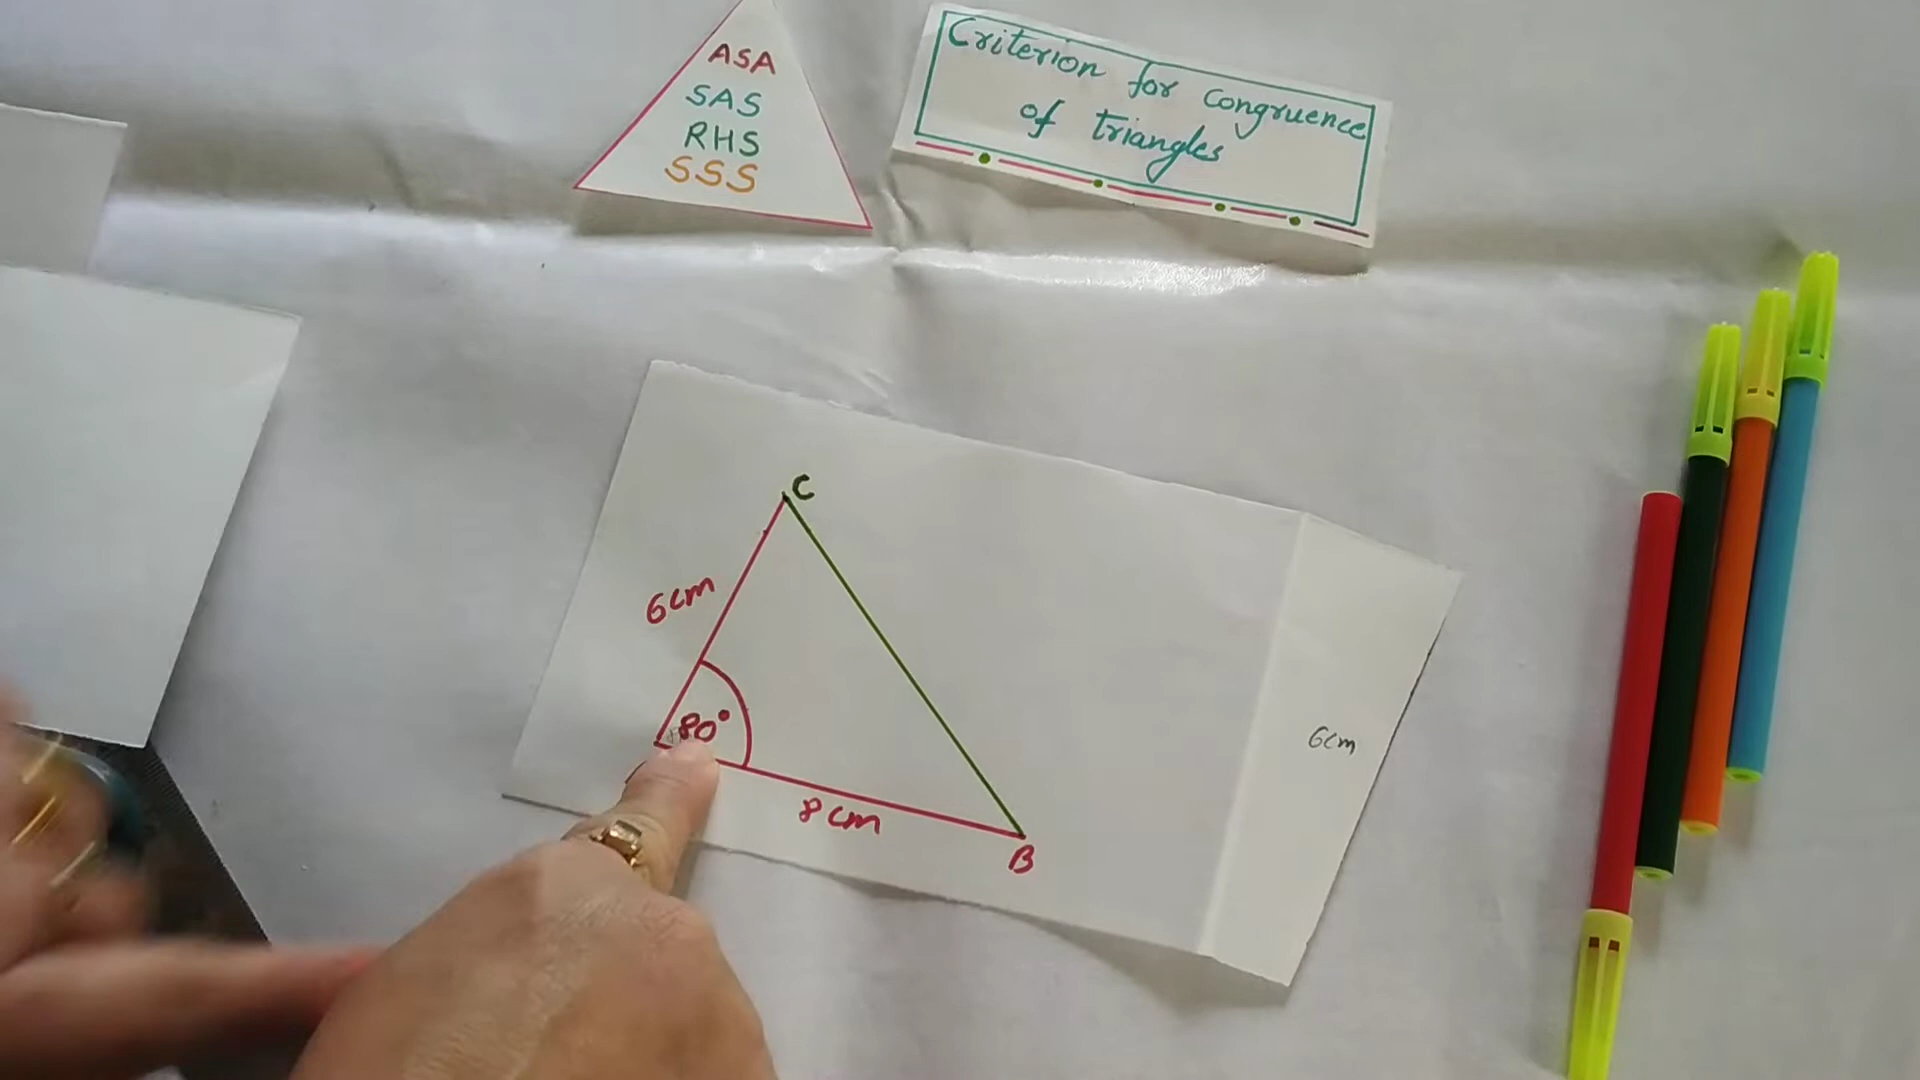 ASA
SAS
RHS
SSS
Criterion for congruence
of triangles
C
6cm
80°
8cm
B
6cm